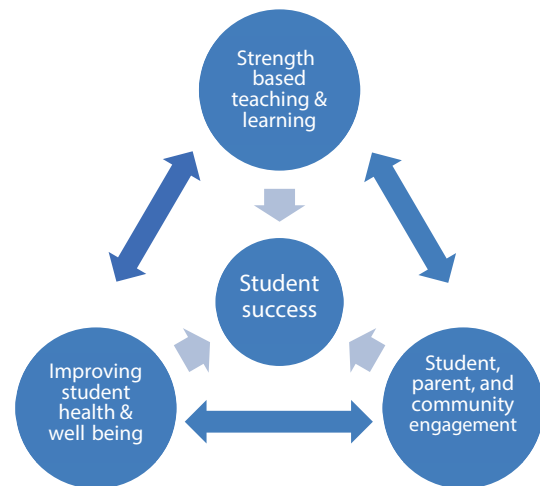 Strength
based
teaching &
learning
Student
success
Improving
student
health &
well being
Student,
parent, and
community
engagement